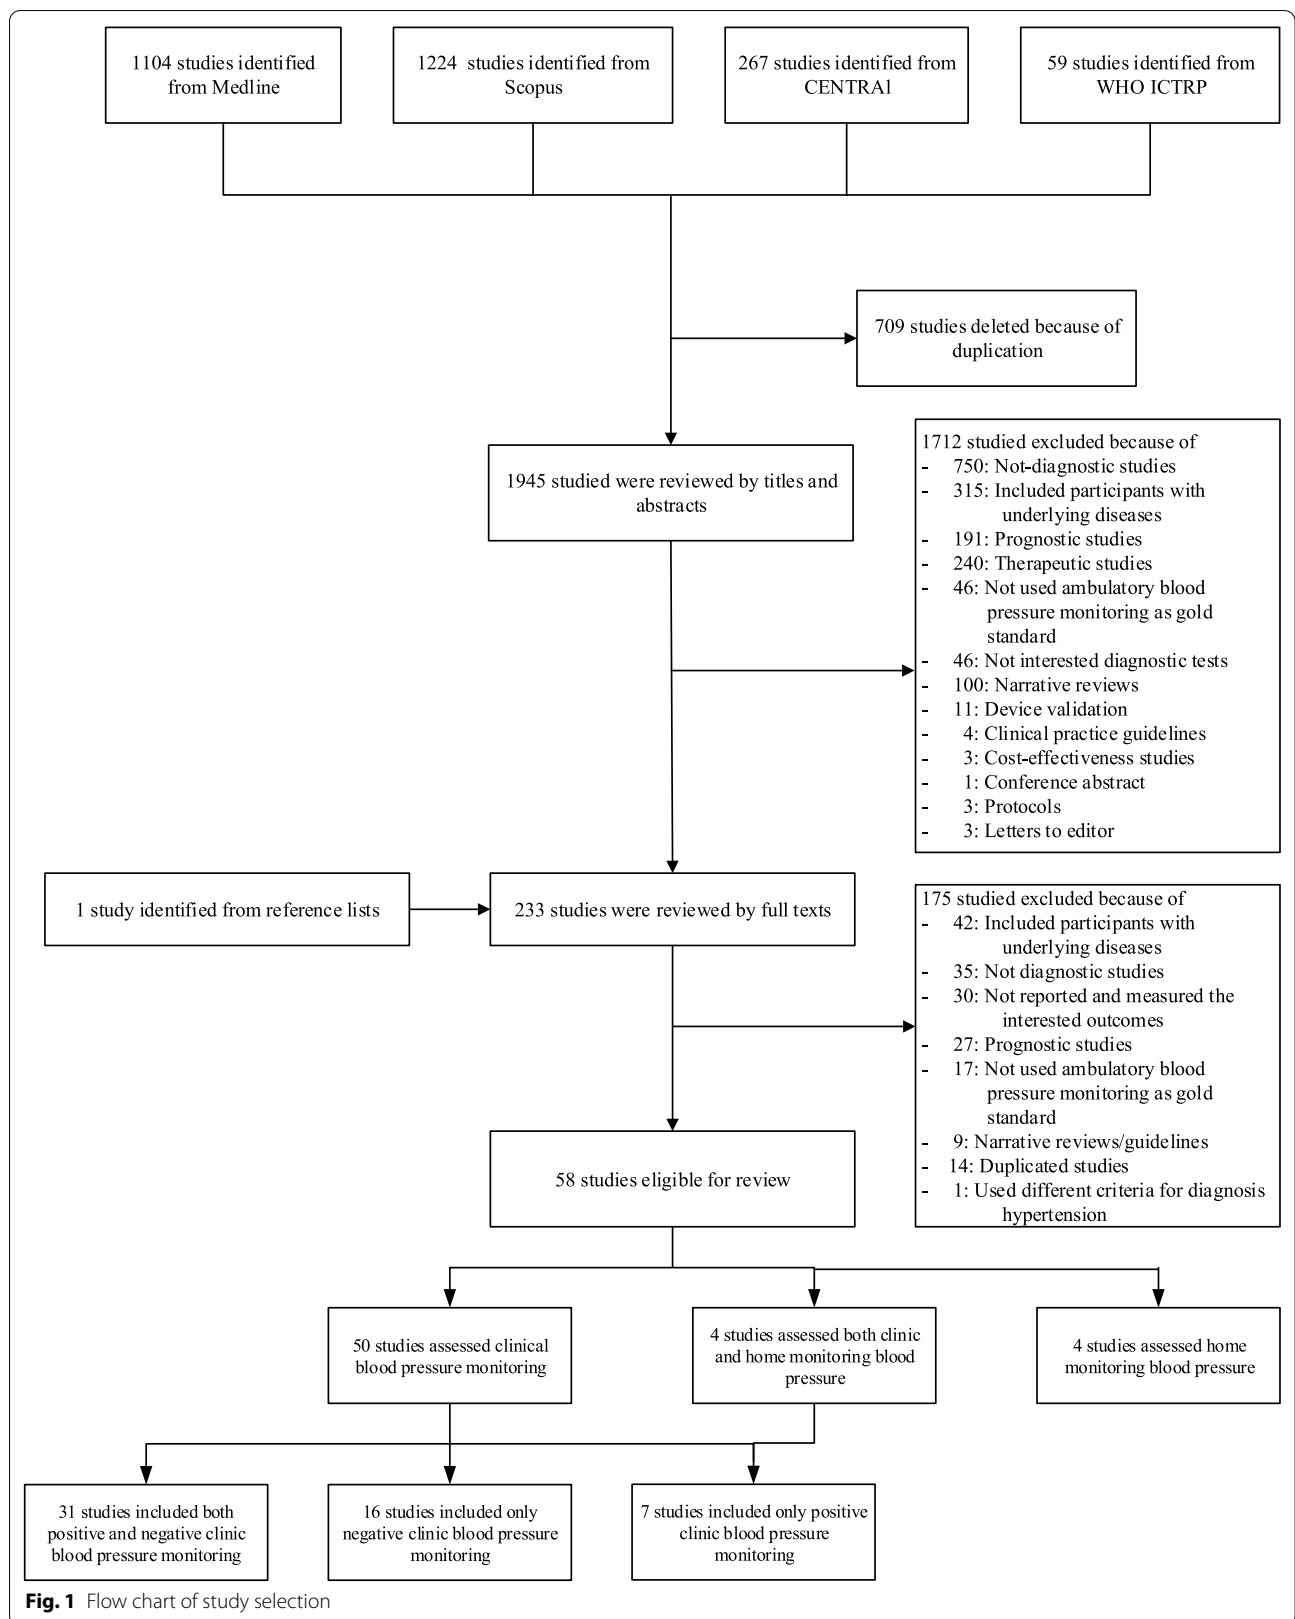 1104 studies identified
from Medline
1224 studies identified from
Scopus
267 studies identified from
CENTRAl
59 studies identified from
WHO ICTRP
709 studies deleted because of
duplication
1945 studied were reviewed by titles and
abstracts
1712 studied excluded because of
- 750: Not-diagnostic studies
- 315: Included participants with
underlying diseases
- 191: Prognostic studies
- 240: Therapeutic studies
- 46: Not used ambulatory blood
pressure monitoring as gold
standard
- 46: Not interested diagnostic tests
- 100: Narrative reviews
- 11: Device validation
- 4: Clinical practice guidelines
- 3: Cost-effectiveness studies
- 1: Conference abstract
- 3: Protocols
- 3: Letters to editor
1 study identified from reference lists
233 studies were reviewed by full texts
175 studied excluded because of
- 42: Included participants with
underlying diseases
- 35: Not diagnostic studies
- 30: Not reported and measured the
interested outcomes
- 27: Prognostic studies
- 17: Not used ambulatory blood
pressure monitoring as gold
standard
- 9: Narrative reviews/guidelines
- 14: Duplicated studies
- 1: Used different criteria for diagnosis
hypertension
58 studies eligible for review
50 studies assessed clinical
blood pressure monitoring
4 studies assessed both clinic
and home monitoring blood
pressure
4 studies assessed home
monitoring blood pressure
31 studies included both
positive and negative clinic
blood pressure monitoring
16 studies included only
negative clinic blood pressure
monitoring
7 studies included only positive
clinic blood pressure
monitoring
Fig. 1 Flow chart of study selection